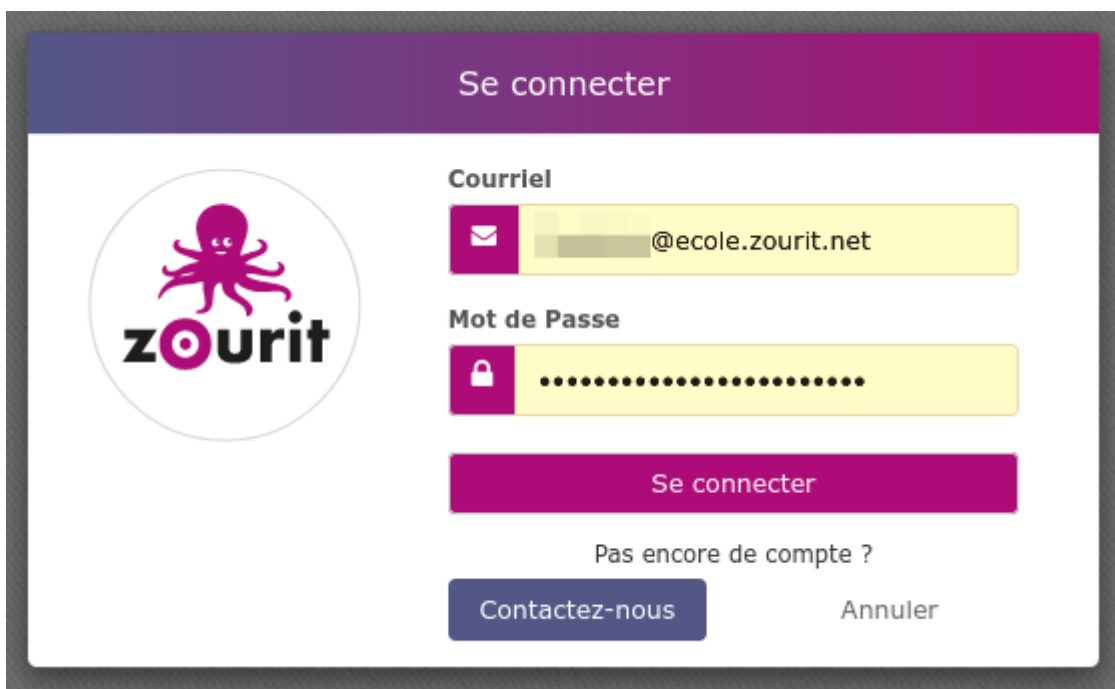 Se connecter
Courriel
@ecole.zourit.net
Mot de Passe
zourit
Se connecter
Pas encore de compte ?
Contactez-nous
Annuler